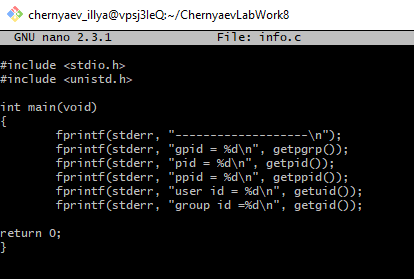 chernyaev_illya@vpsj3leQ:~/ChernyaevLabWork8
GNU nano 2.3.1 File: info.c
#include <stdio.h>
#include <unistd.h>
int main(void)
{
fprintf(stderr, "-------------------\n");
fprintf(stderr, "gpid = %d\n", getpgrp());
fprintf(stderr, "pid = %d\n", getpid());
fprintf(stderr, "ppid = %d\n", getppid());
fprintf(stderr, "user id = %d\n", getuid());
fprintf(stderr, "group id =%d\n", getgid());
return 0;
}